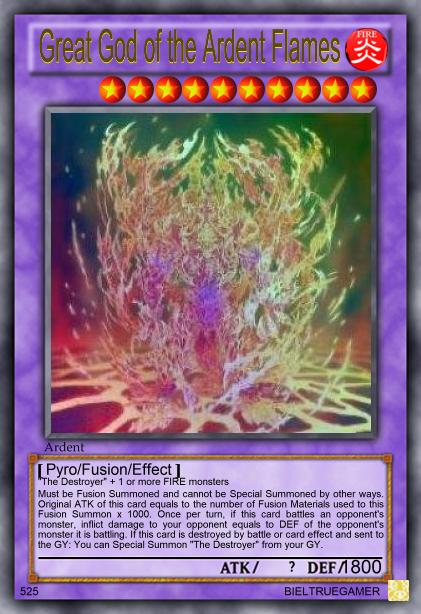 Great God of the Ardent Flames
FIRE
炎
Ardent
[ Pyro/Fusion/Effect ]
"The Destroyer" + 1 or more FIRE monsters
Must be Fusion Summoned and cannot be Special Summoned by other ways.
Original ATK of this card equals to the number of Fusion Materials used to this
Fusion Summon x 1000. Once per turn, if this card battles an opponent's
monster, inflict damage to your opponent equals to DEF of the opponent's
monster it is battling. If this card is destroyed by battle or card effect and sent to
the GY: You can Special Summon "The Destroyer" from your GY.
ATK/ ? DEF/1800
525 BIELTRUEGAMER